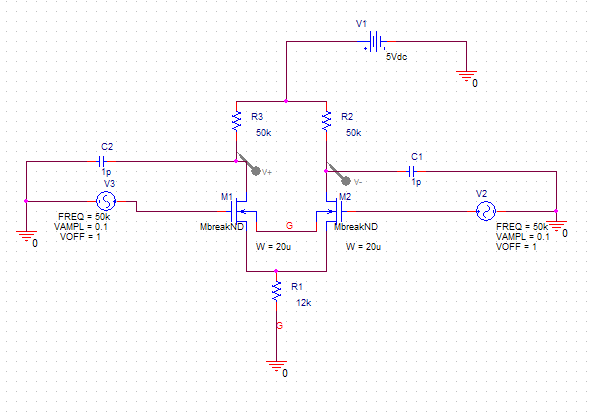 V1
5Vdc
0
R3
50k
R2
50k
C2
1p
C1
1p
V+
V-
V3
M1
M2
V2
MbreakND
G
MbreakND
FREQ = 50k
VAMPL = 0.1
VOFF = 1
FREQ = 50k
VAMPL = 0.1
VOFF = 1
0
0
W = 20u
W = 20u
R1
12k
G
0